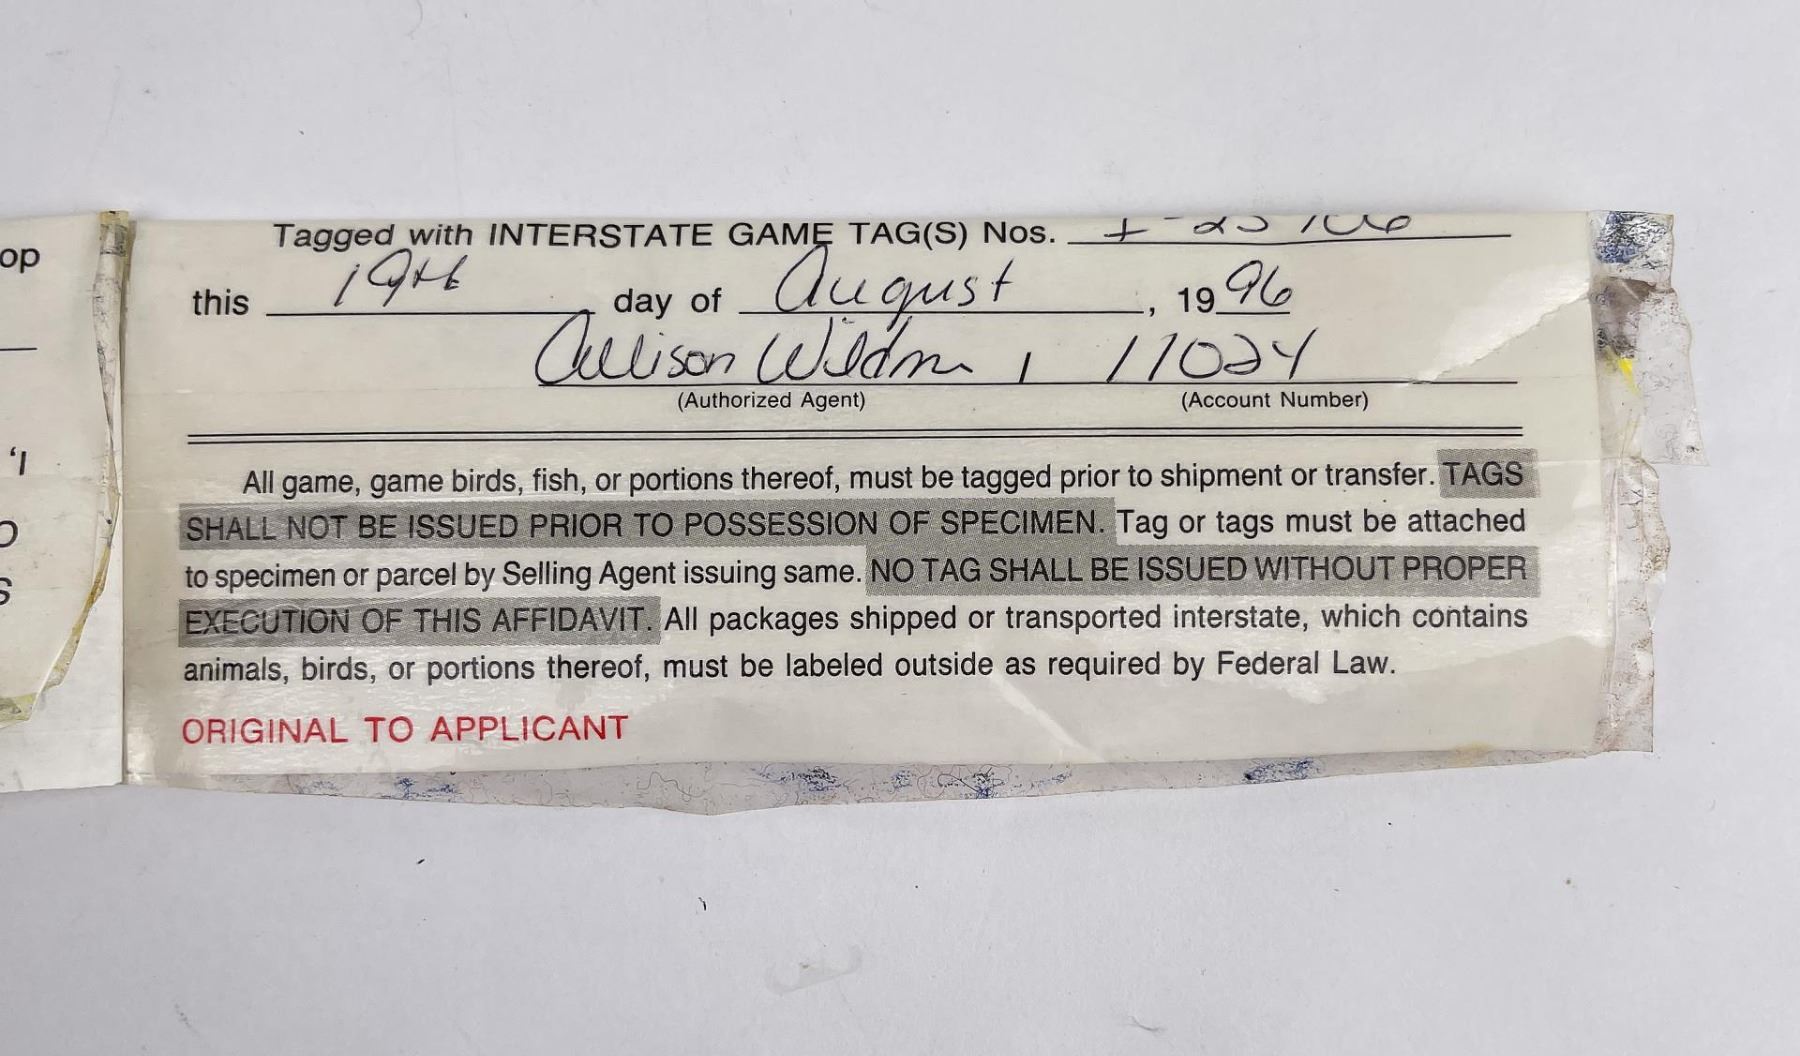 Tagged with INTERSTATE GAME TAG(S) Nos.
this 19th day of August, 1996
Allison 11024
(Authorized Agent) (Account Number)
All game, game birds, fish, or portions thereof, must be tagged prior to shipment or transfer. TAGS
SHALL NOT BE ISSUED PRIOR TO POSSESSION OF SPECIMEN. Tag or tags must be attached
to specimen or parcel by Selling Agent issuing same. NO TAG SHALL BE ISSUED WITHOUT PROPER
EXECUTION OF THIS AFFIDAVIT. All packages shipped or transported interstate, which contains
animals, birds, or portions thereof, must be labeled outside as required by Federal Law.
ORIGINAL TO APPLICANT
op